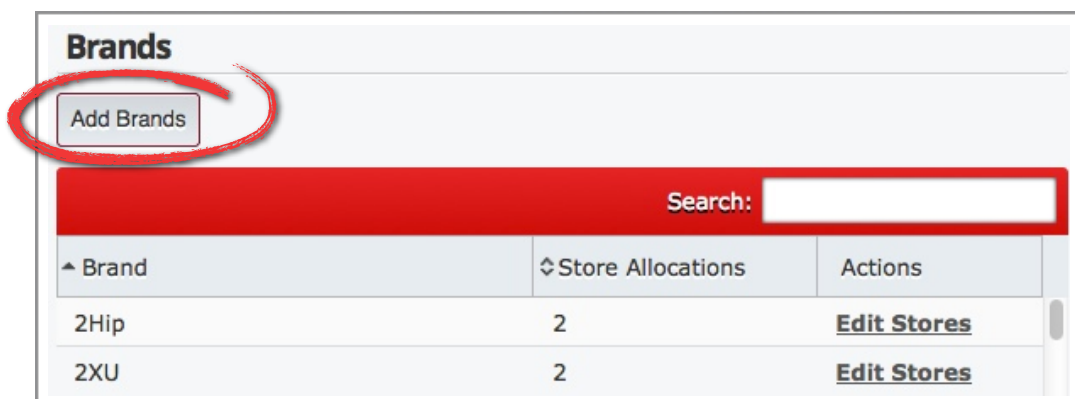 Brands
Add Brands
Search:
Brand Store Allocations Actions
2Hip 2 Edit Stores
2XU 2 Edit Stores